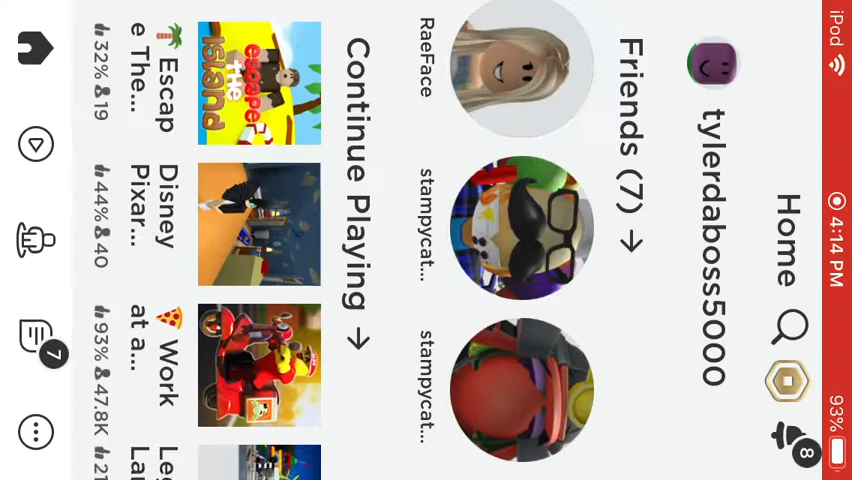 iPod 4:14 PM 93%
Home
8
tylerdaboss5000
Friends (7) →
RaeFace stampycat... stampycat...
Continue Playing →
escape
THE
ISLAND
🌴 Escap
e The...
32% 19
Disney
Pixar...
44% 40
🍕 Work
at a...
93% 47.8K
Leg
Lan
21
7